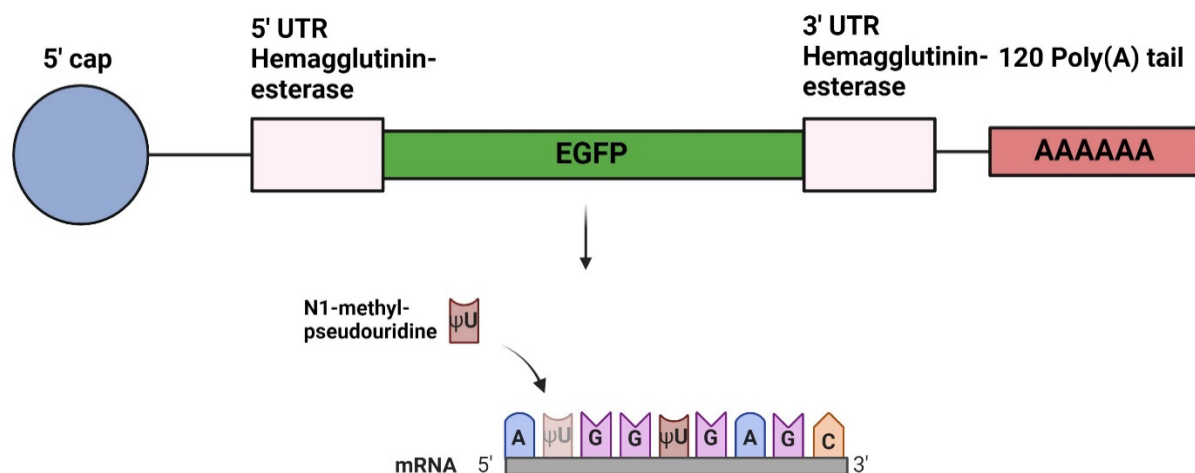 5' cap
5' UTR
Hemagglutinin-
esterase
3' UTR
Hemagglutinin-
esterase
120 Poly(A) tail
EGFP
AAAAAA
N1-methyl-
pseudouridine
ψU
A ψU G G ψU G A G C
mRNA 5' 3'